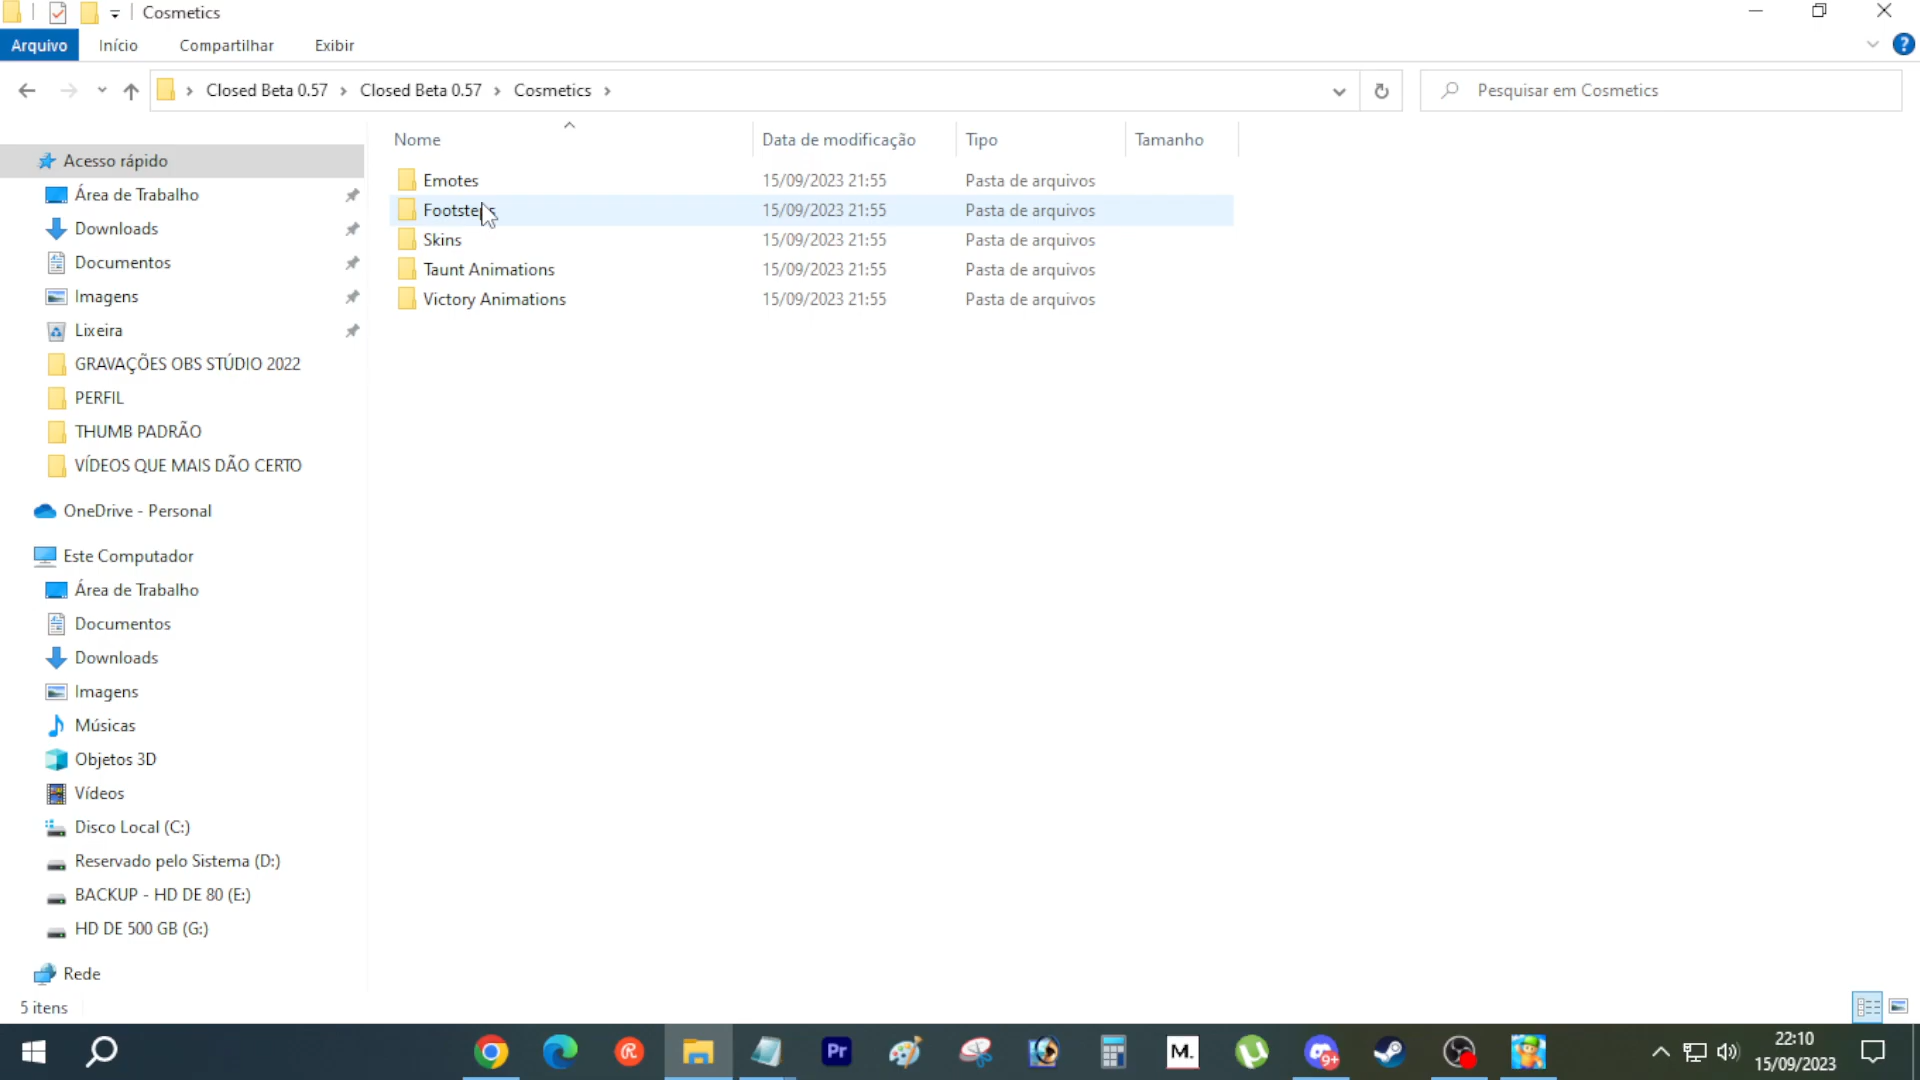 Cosmetics
Arquivo Início Compartilhar Exibir
Closed Beta 0.57 Closed Beta 0.57 Cosmetics
Pesquisar em Cosmetics
Nome Data de modificação Tipo Tamanho
Emotes 15/09/2023 21:55 Pasta de arquivos
Footsteps 15/09/2023 21:55 Pasta de arquivos
Skins 15/09/2023 21:55 Pasta de arquivos
Taunt Animations 15/09/2023 21:55 Pasta de arquivos
Victory Animations 15/09/2023 21:55 Pasta de arquivos
Acesso rápido
Área de Trabalho
Downloads
Documentos
Imagens
Lixeira
GRAVAÇÕES OBS STÚDIO 2022
PERFIL
THUMB PADRÃO
VÍDEOS QUE MAIS DÃO CERTO
OneDrive - Personal
Este Computador
Área de Trabalho
Documentos
Downloads
Imagens
Músicas
Objetos 3D
Vídeos
Disco Local (C:)
Reservado pelo Sistema (D:)
BACKUP - HD DE 80 (E:)
HD DE 500 GB (G:)
Rede
5 itens
Pr
M.
9+
22:10
15/09/2023